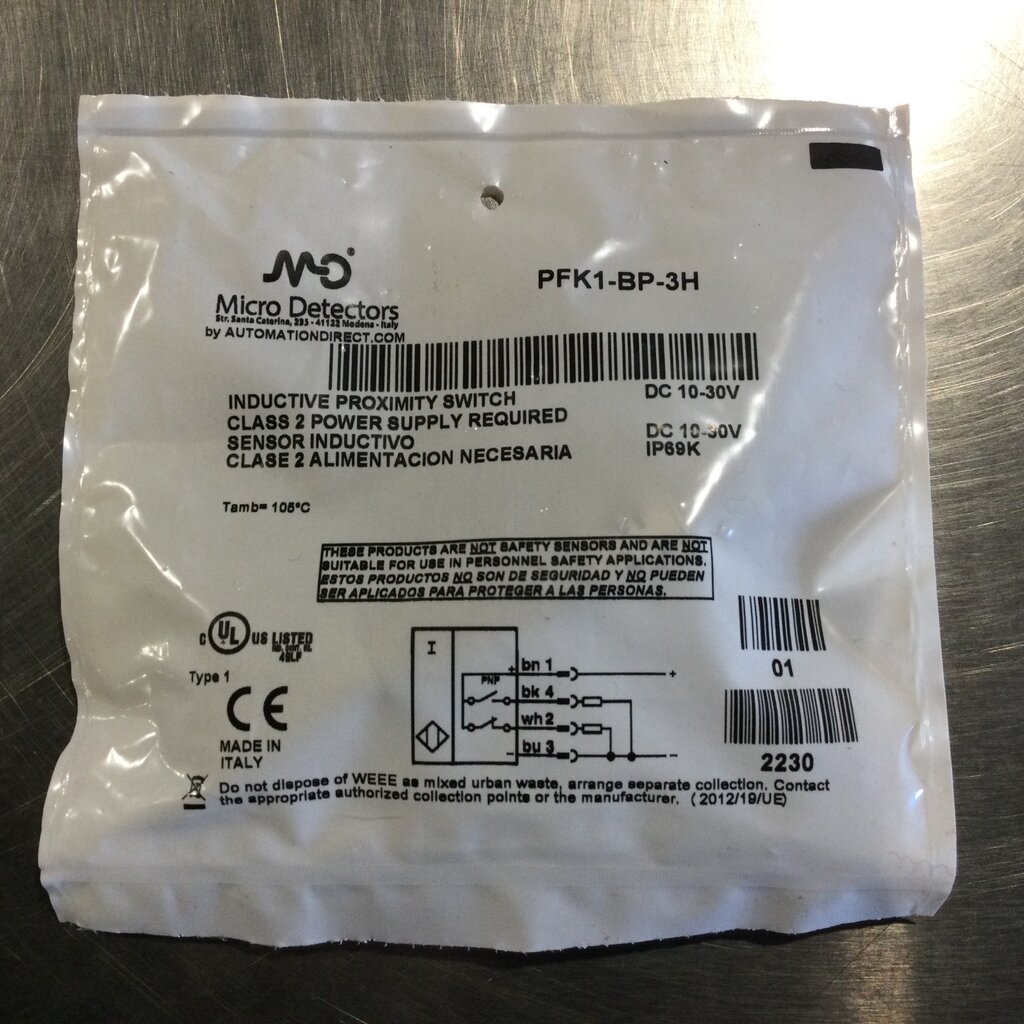 MD®
Micro Detectors
Str. Santa Caterina, 235 - 41122 Modena - Italy
by AUTOMATIONDIRECT.COM
PFK1-BP-3H
INDUCTIVE PROXIMITY SWITCH DC 10-30V
CLASS 2 POWER SUPPLY REQUIRED
SENSOR INDUCTIVO DC 10-30V
CLASE 2 ALIMENTACION NECESARIA IP69K
Tamb= 105°C
THESE PRODUCTS ARE NOT SAFETY SENSORS AND ARE NOT
SUITABLE FOR USE IN PERSONNEL SAFETY APPLICATIONS.
ESTOS PRODUCTOS NO SON DE SEGURIDAD Y NO PUEDEN
SER APLICADOS PARA PROTEGER A LAS PERSONAS.
c UL US LISTED
Type 1
CE
MADE IN
ITALY
I
PNP
+ bn 1 +
bk 4
wh 2
- bu 3 -
01
2230
Do not dispose of WEEE as mixed urban waste, arrange separate collection. Contact
the appropriate authorized collection points or the manufacturer. (2012/19/UE)